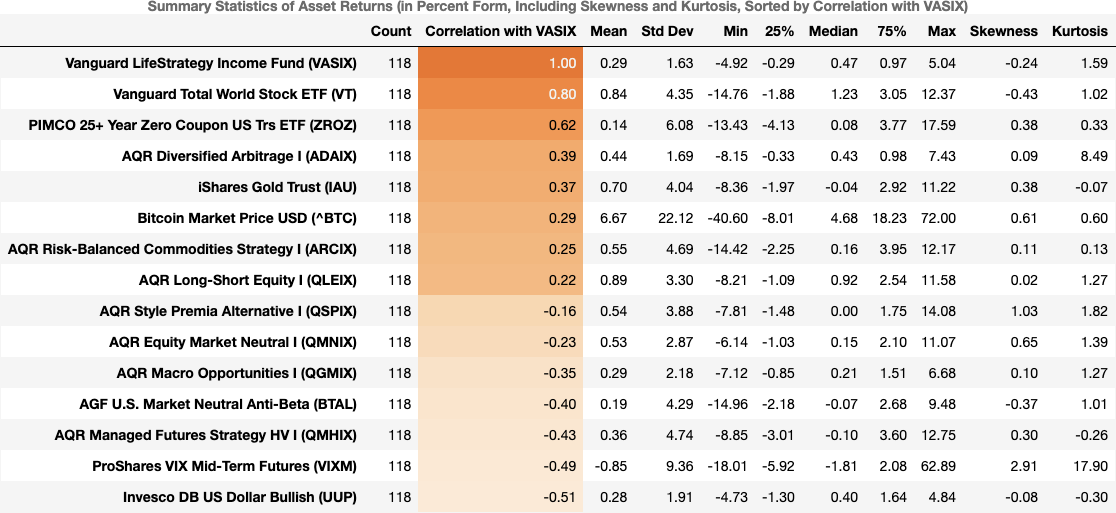 Summary Statistics of Asset Returns (in Percent Form, Including Skewness and Kurtosis, Sorted by Correlation with VASIX)
Count Correlation with VASIX Mean Std Dev Min 25% Median 75% Max Skewness Kurtosis
Vanguard LifeStrategy Income Fund (VASIX) 118 1.00 0.29 1.63 -4.92 -0.29 0.47 0.97 5.04 -0.24 1.59
Vanguard Total World Stock ETF (VT) 118 0.80 0.84 4.35 -14.76 -1.88 1.23 3.05 12.37 -0.43 1.02
PIMCO 25+ Year Zero Coupon US Trs ETF (ZROZ) 118 0.62 0.14 6.08 -13.43 -4.13 0.08 3.77 17.59 0.38 0.33
AQR Diversified Arbitrage I (ADAIX) 118 0.39 0.44 1.69 -8.15 -0.33 0.43 0.98 7.43 0.09 8.49
iShares Gold Trust (IAU) 118 0.37 0.70 4.04 -8.36 -1.97 -0.04 2.92 11.22 0.38 -0.07
Bitcoin Market Price USD (^BTC) 118 0.29 6.67 22.12 -40.60 -8.01 4.68 18.23 72.00 0.61 0.60
AQR Risk-Balanced Commodities Strategy I (ARCIX) 118 0.25 0.55 4.69 -14.42 -2.25 0.16 3.95 12.17 0.11 0.13
AQR Long-Short Equity I (QLEIX) 118 0.22 0.89 3.30 -8.21 -1.09 0.92 2.54 11.58 0.02 1.27
AQR Style Premia Alternative I (QSPIX) 118 -0.16 0.54 3.88 -7.81 -1.48 0.00 1.75 14.08 1.03 1.82
AQR Equity Market Neutral I (QMNIX) 118 -0.23 0.53 2.87 -6.14 -1.03 0.15 2.10 11.07 0.65 1.39
AQR Macro Opportunities I (QGMIX) 118 -0.35 0.29 2.18 -7.12 -0.85 0.21 1.51 6.68 0.10 1.27
AGF U.S. Market Neutral Anti-Beta (BTAL) 118 -0.40 0.19 4.29 -14.96 -2.18 -0.07 2.68 9.48 -0.37 1.01
AQR Managed Futures Strategy HV I (QMHIX) 118 -0.43 0.36 4.74 -8.85 -3.01 -0.10 3.60 12.75 0.30 -0.26
ProShares VIX Mid-Term Futures (VIXM) 118 -0.49 -0.85 9.36 -18.01 -5.92 -1.81 2.08 62.89 2.91 17.90
Invesco DB US Dollar Bullish (UUP) 118 -0.51 0.28 1.91 -4.73 -1.30 0.40 1.64 4.84 -0.08 -0.30